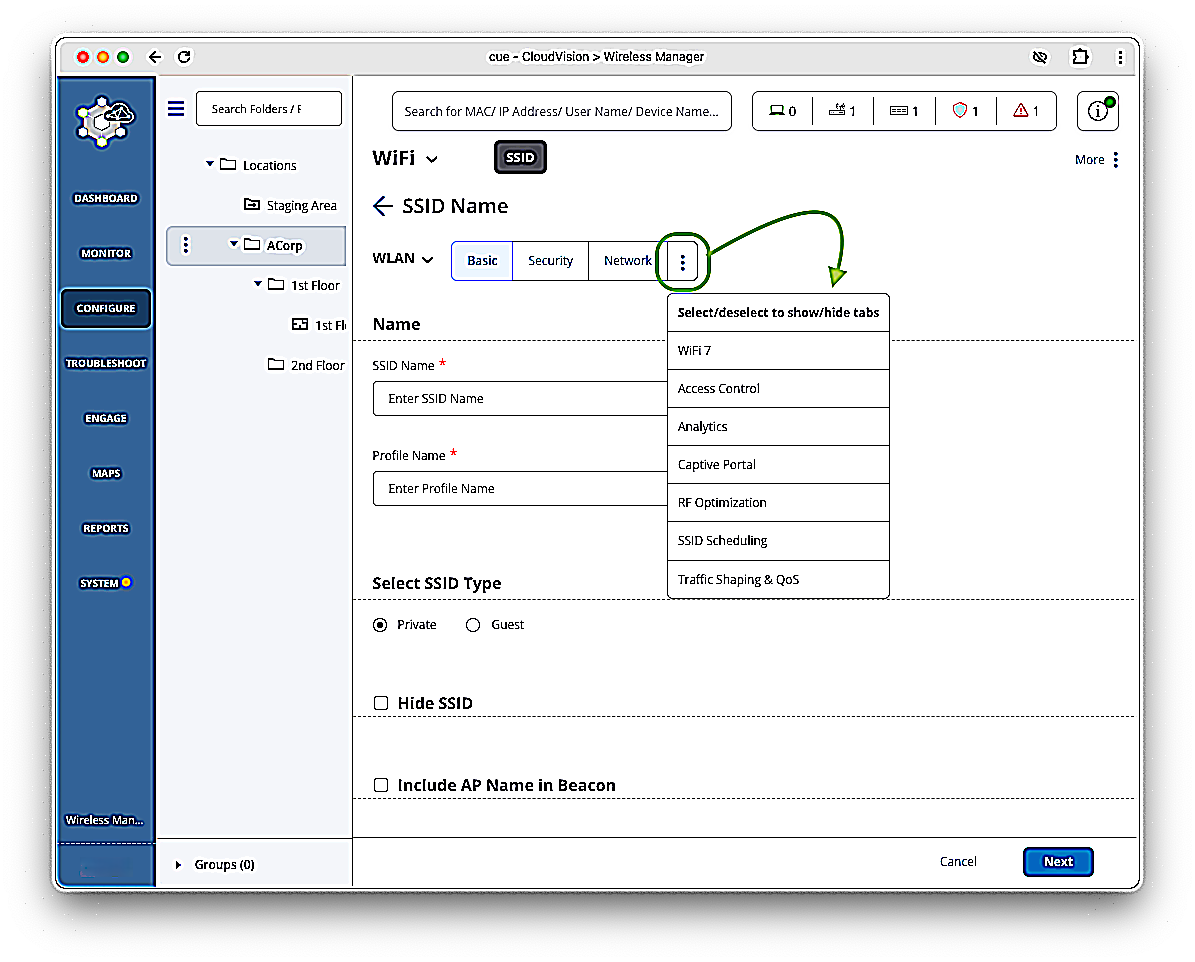 cue - CloudVision > Wireless Manager
Search Folders / F
Search for MAC/ IP Address/ User Name/ Device Name...
0
1
1
1
1
DASHBOARD
MONITOR
CONFIGURE
TROUBLESHOOT
ENGAGE
MAPS
REPORTS
SYSTEM
Wireless Man...
Locations
Staging Area
ACorp
1st Floor
1st Fl
2nd Floor
Groups (0)
WiFi
SSID
More
SSID Name
WLAN
Basic
Security
Network
Select/deselect to show/hide tabs
WiFi 7
Access Control
Analytics
Captive Portal
RF Optimization
SSID Scheduling
Traffic Shaping & QoS
Name
SSID Name *
Enter SSID Name
Profile Name *
Enter Profile Name
Select SSID Type
Private
Guest
Hide SSID
Include AP Name in Beacon
Cancel
Next